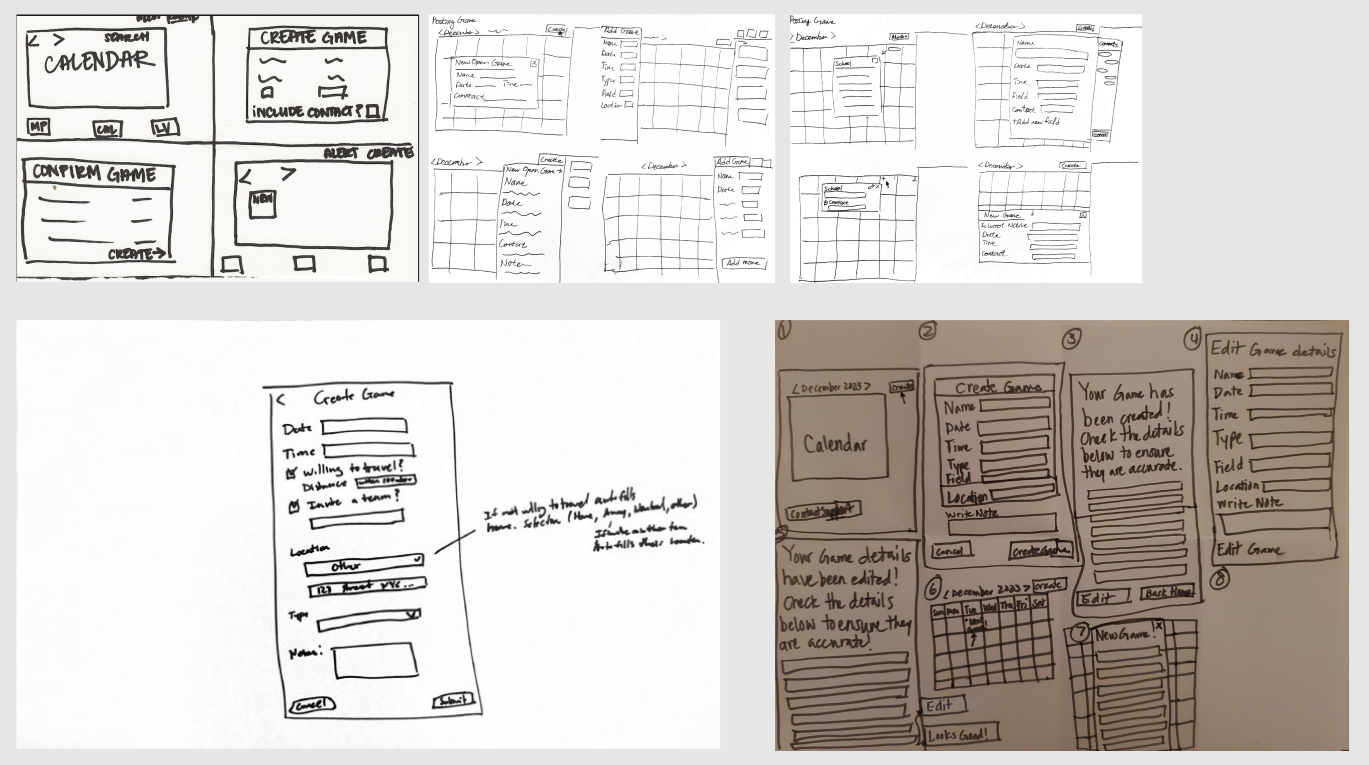 SEARCH
< >
CALENDAR
MP
CAL
LV
CREATE GAME
INCLUDE CONTACT?
CONFIRM GAME
CREATE→
ALERT CREATE
< >
NEW
Posting Game
<December>
Create
New Open Game X
Name
Date Time
Contact
Add Game
Name
Date
Time
Type
Field
Location
<December>
Create
New Open Game
Name
Date
Time
Contact
Note
<December>
Add Game
Name
Date
Add more
Posting Game
<December>
School
<December>
Create
Name
Date
Time
Field
Contact
+Add new field
School
Contact
<December>
Create
New Game
School Name
Date
Time
Contact
<
Create Game
Date
Time
Willing to travel?
Distance
Invite a team?
Location
Other
123 Street NYC...
Type
Notes:
Cancel
Submit
If not willing to travel autofills
home. Selection (Home, Away, Neutral, other)
If invite another team
Autofills their location.
1
<December 2023>
Create
Calendar
Contact Support
2
Create Game
Name
Date
Time
Type
Field
Location
Write Note
Cancel
Create Game
3
Your Game has
been created!
Check the details
below to ensure
they are accurate.
Edit
Back Home
4
Edit Game details
Name
Date
Time
Type
Field
Location
Write Note
Edit Game
Your Game details
have been edited!
Check the details
below to ensure they
are accurate!
6
<December 2023>
Create
Sun Mon Tue Wed Thu Fri Sat
Edit
Looks Good!
7
New Game! X
8